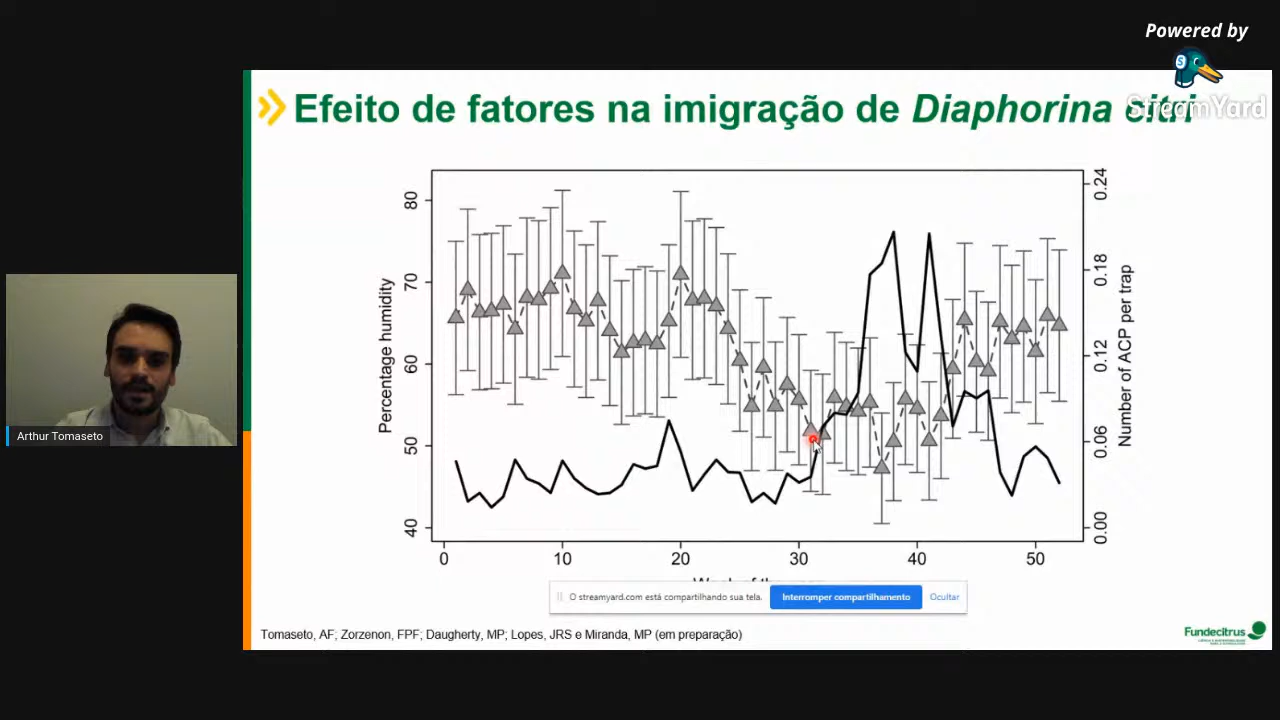 Powered by
StreamYard
Efeito de fatores na imigração de Diaphorina citri
Percentage humidity
80
70
60
50
40
0.24
0.18
0.12
0.06
0.00
Number of ACP per trap
0
10
20
30
40
50
Arthur Tomaseto
O streamyard.com está compartilhando sua tela.
Interromper compartilhamento
Ocultar
Tomaseto, AF; Zorzenon, FPF; Daugherty, MP; Lopes, JRS e Miranda, MP (em preparação)
Fundecitrus